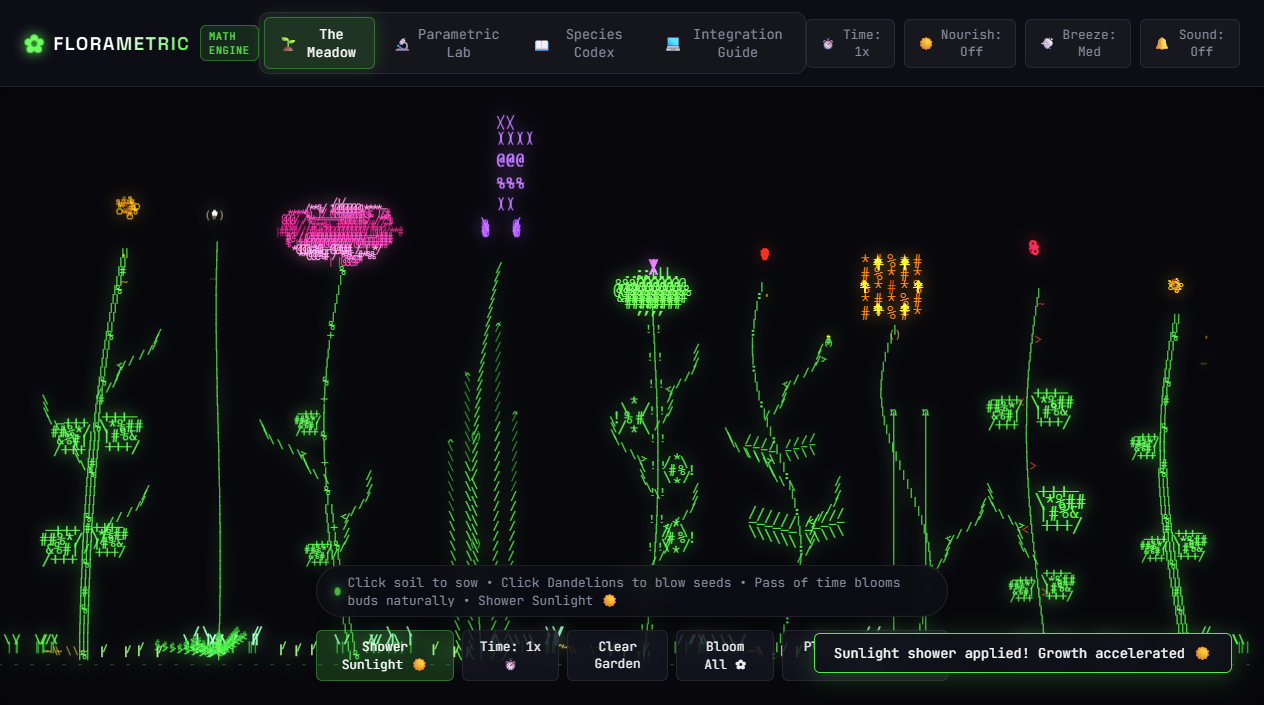 FLORAMETRIC
MATH
ENGINE
The
Meadow
Parametric
Lab
Species
Codex
Integration
Guide
Time:
1x
Nourish:
Off
Breeze:
Med
Sound:
Off
Click soil to sow • Click Dandelions to blow seeds • Pass of time blooms
buds naturally • Shower Sunlight
Shower
Sunlight
Time: 1x
Clear
Garden
Bloom
All
Sunlight shower applied! Growth accelerated